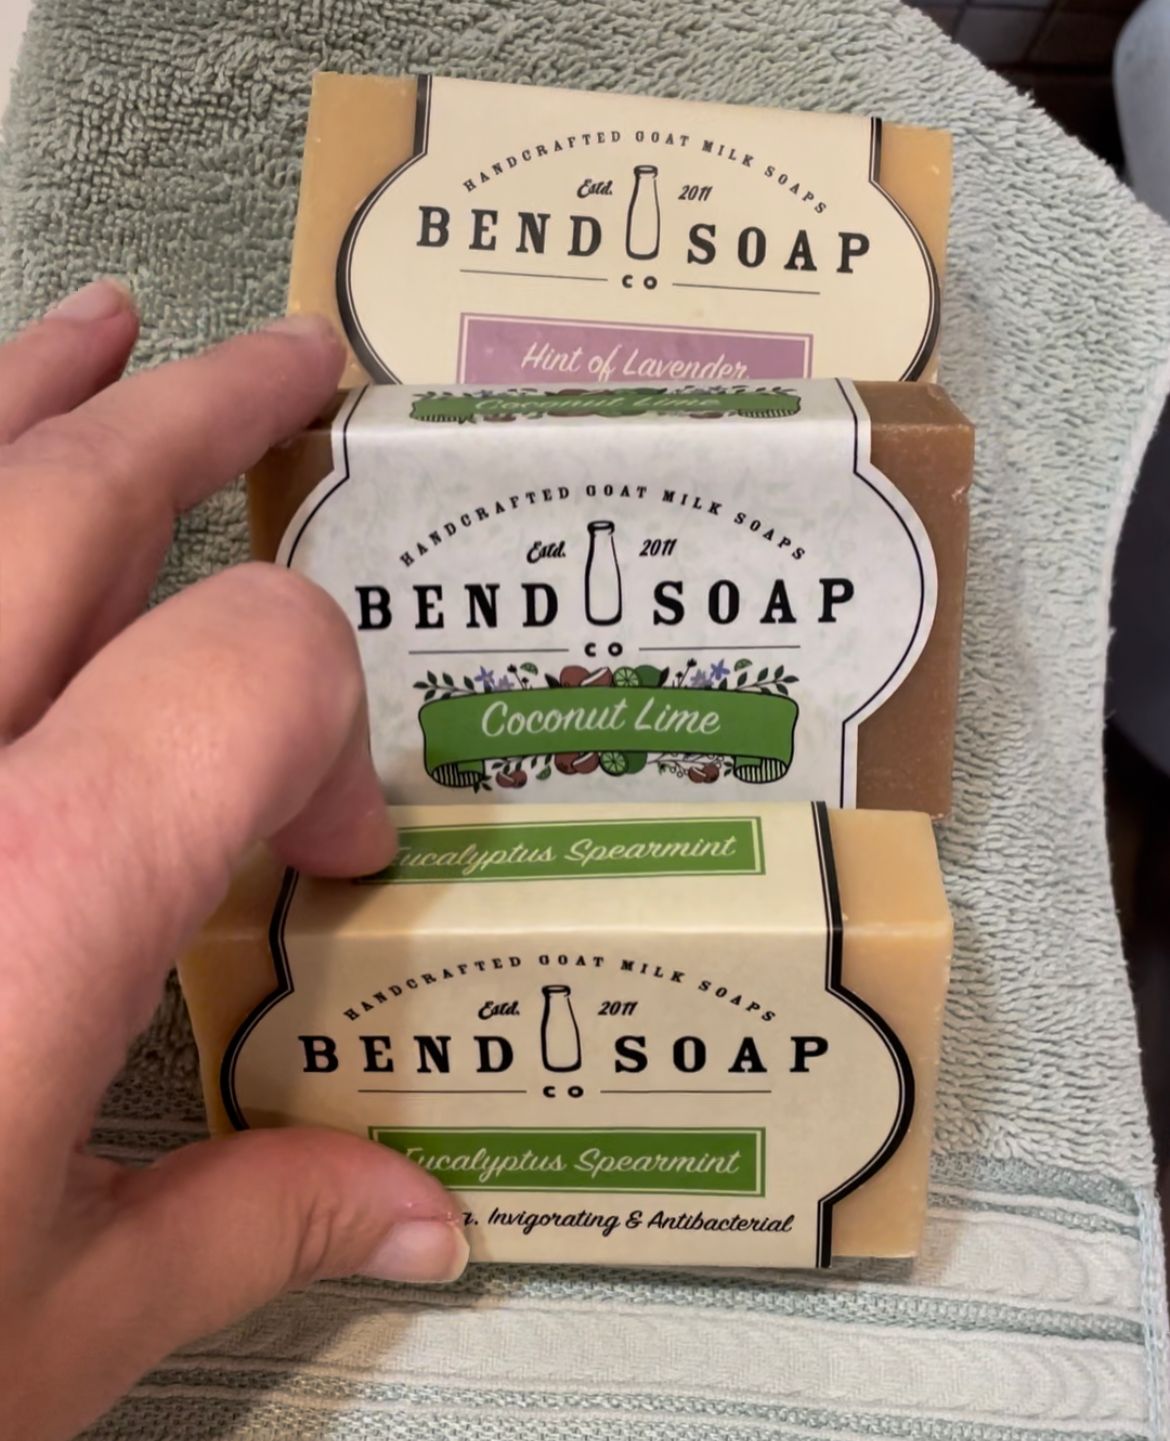 HANDCRAFTED GOAT MILK SOAPS
Estd. 2011
BEND SOAP
CO
Hint of Lavender
Coconut Lime
HANDCRAFTED GOAT MILK SOAPS
Estd. 2011
BEND SOAP
CO
Coconut Lime
Eucalyptus Spearmint
HANDCRAFTED GOAT MILK SOAPS
Estd. 2011
BEND SOAP
CO
Eucalyptus Spearmint
Invigorating & Antibacterial